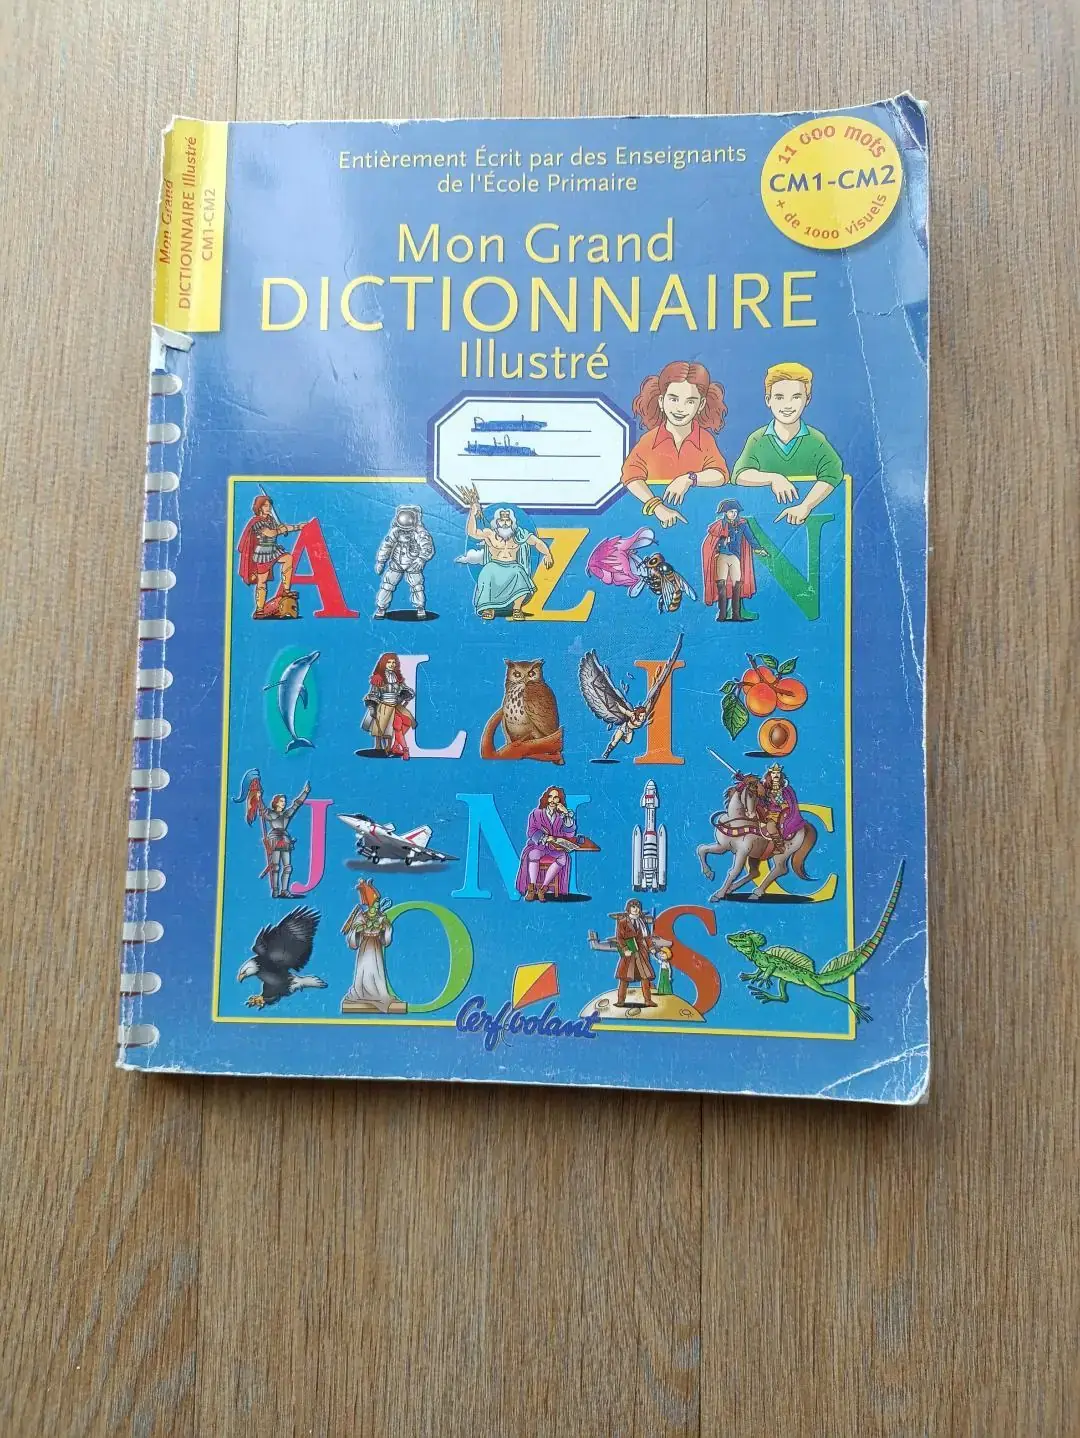 Mon Grand
DICTIONNAIRE Illustré
CM1-CM2
Entièrement Écrit par des Enseignants
de l'École Primaire
11 000 mots
CM1-CM2
+ de 1000 visuels
Mon Grand
DICTIONNAIRE
Illustré
A Z N
L I
J M C
O S
Cerf volant